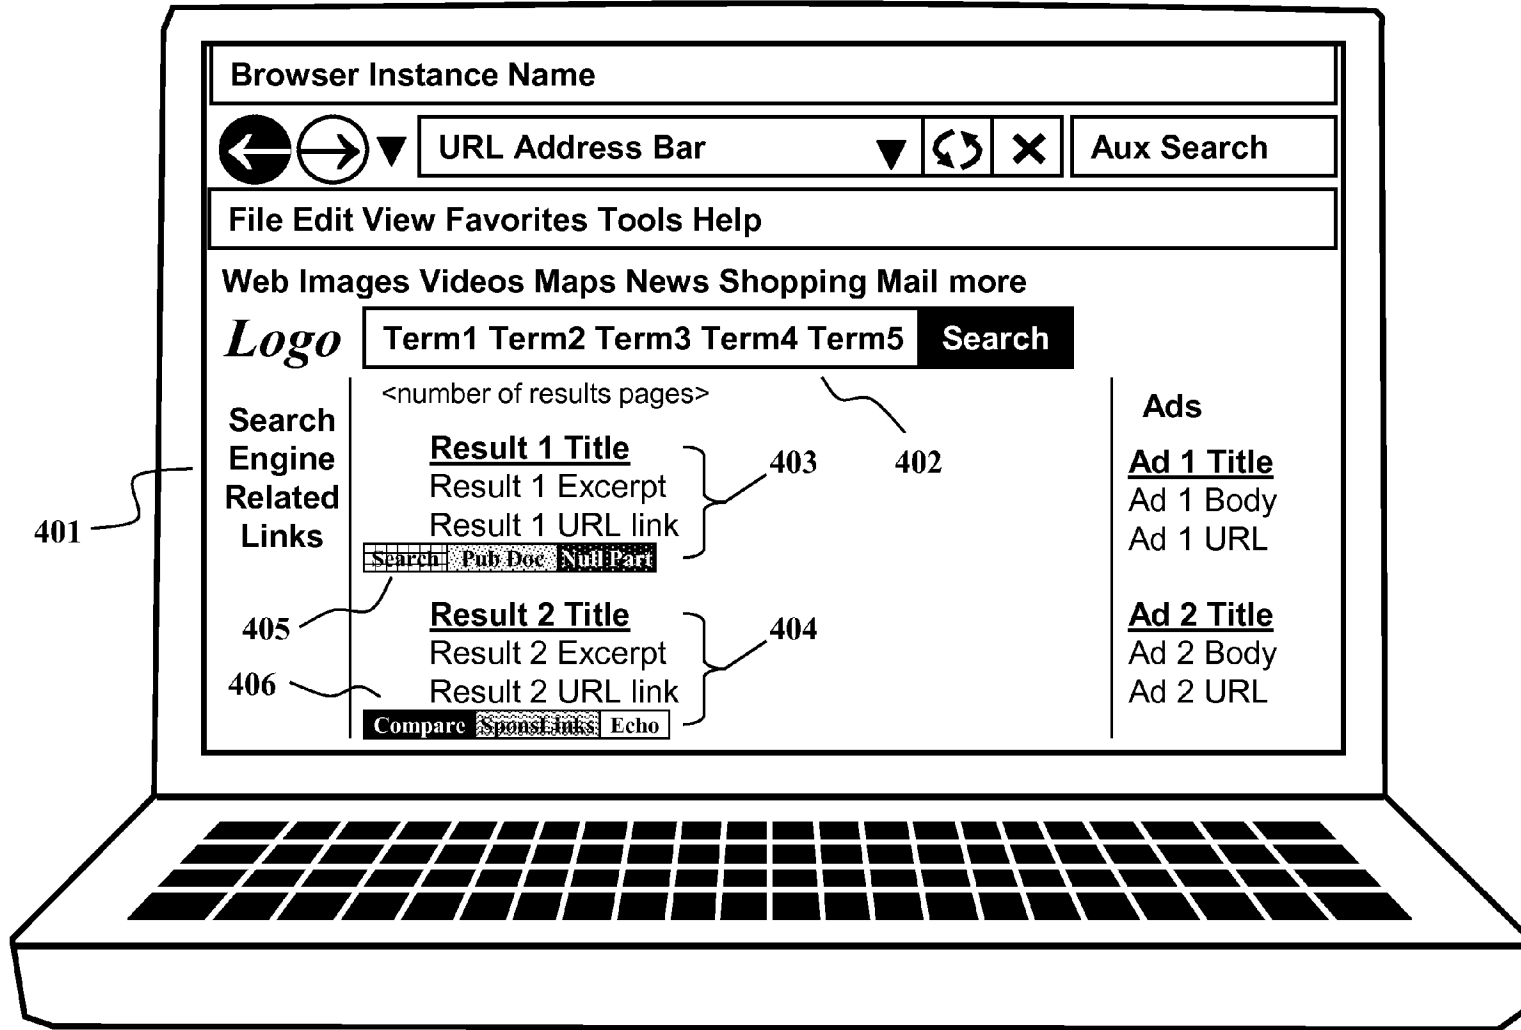 Browser Instance Name
URL Address Bar
Aux Search
File Edit View Favorites Tools Help
Web Images Videos Maps News Shopping Mail more
Logo
Term1 Term2 Term3 Term4 Term5
Search
<number of results pages>
402
Search
Engine
Related
Links
401
Result 1 Title
Result 1 Excerpt
Result 1 URL link
403
Search Pub Doc Null Part
405
Result 2 Title
Result 2 Excerpt
Result 2 URL link
404
406
Compare SponsLinks Echo
Ads
Ad 1 Title
Ad 1 Body
Ad 1 URL
Ad 2 Title
Ad 2 Body
Ad 2 URL